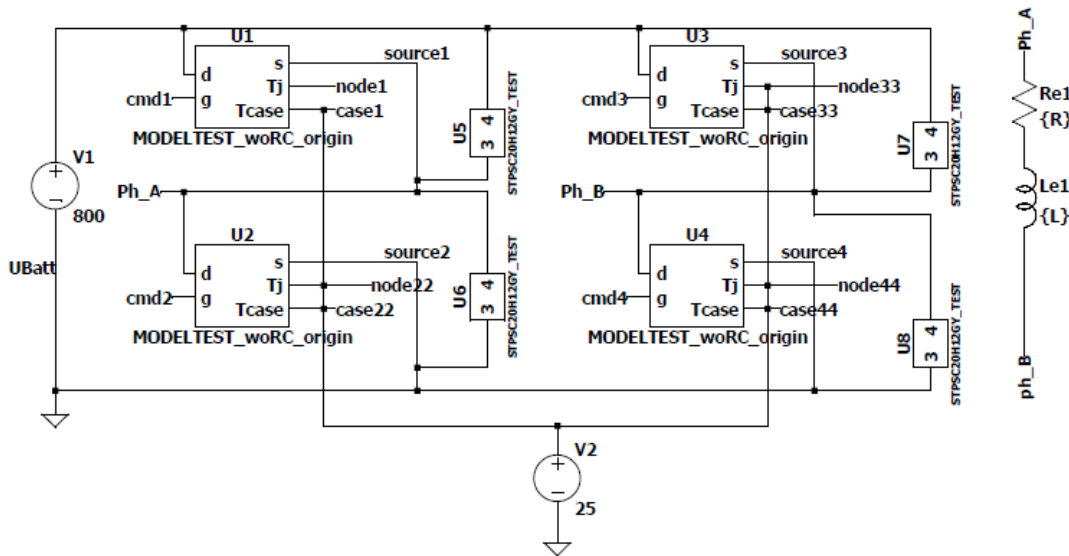 U1
d
g
s
Tj
Tcase
source1
node1
case1
cmd1
MODELTEST_woRC_origin
U5
3 4
STPSC20H12GY_TEST
U3
d
g
s
Tj
Tcase
source3
node33
case33
cmd3
MODELTEST_woRC_origin
U7
3 4
STPSC20H12GY_TEST
Ph_A
Re1
{R}
Le1
{L}
ph_B
V1
800
UBatt
Ph_A
U2
d
g
s
Tj
Tcase
source2
node22
case22
cmd2
MODELTEST_woRC_origin
U6
3 4
STPSC20H12GY_TEST
Ph_B
U4
d
g
s
Tj
Tcase
source4
node44
case44
cmd4
MODELTEST_woRC_origin
U8
3 4
STPSC20H12GY_TEST
V2
25